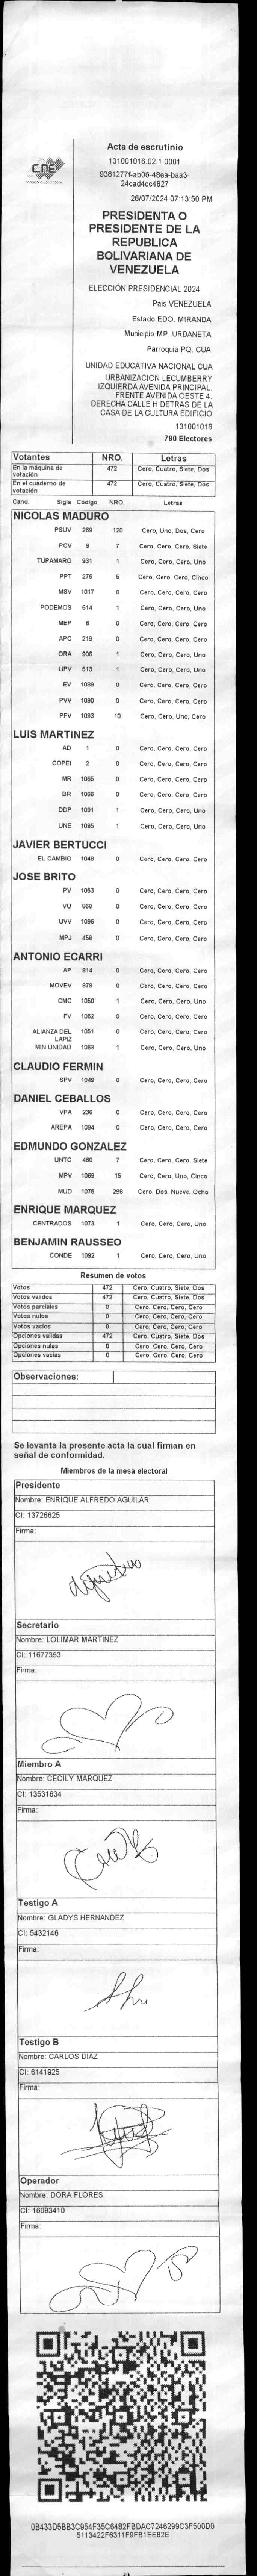 Acta de escrutinio
131001016.02.1.0001
9381277f-ab06-48ea-baa3-
24cad4cc4827
28/07/2024 07:13:50 PM
CNE
PRESIDENTA O
PRESIDENTE DE LA
REPUBLICA
BOLIVARIANA DE
VENEZUELA
ELECCIÓN PRESIDENCIAL 2024
Pais VENEZUELA
Estado EDO. MIRANDA
Municipio MP. URDANETA
Parroquia PQ. CUA
UNIDAD EDUCATIVA NACIONAL CUA
URBANIZACION LECUMBERRY
IZQUIERDA AVENIDA PRINCIPAL.
FRENTE AVENIDA OESTE 4.
DERECHA CALLE H DETRAS DE LA
CASA DE LA CULTURA EDIFICIO
131001016
790 Electores
Votantes NRO. Letras
En la máquina de votación 472 Cero, Cuatro, Siete, Dos
En el cuaderno de votación 472 Cero, Cuatro, Siete, Dos
Cand. Sigla Código NRO. Letras
NICOLAS MADURO
PSUV 269 120 Cero, Uno, Dos, Cero
PCV 9 7 Cero, Cero, Cero, Siete
TUPAMARO 931 1 Cero, Cero, Cero, Uno
PPT 276 5 Cero, Cero, Cero, Cinco
MSV 1017 0 Cero, Cero, Cero, Cero
PODEMOS 514 1 Cero, Cero, Cero, Uno
MEP 6 0 Cero, Cero, Cero, Cero
APC 219 0 Cero, Cero, Cero, Cero
ORA 906 1 Cero, Cero, Cero, Uno
UPV 513 1 Cero, Cero, Cero, Uno
EV 1089 0 Cero, Cero, Cero, Cero
PVV 1090 0 Cero, Cero, Cero, Cero
PFV 1093 10 Cero, Cero, Uno, Cero
LUIS MARTINEZ
AD 1 0 Cero, Cero, Cero, Cero
COPEI 2 0 Cero, Cero, Cero, Cero
MR 1065 0 Cero, Cero, Cero, Cero
BR 1066 0 Cero, Cero, Cero, Cero
DDP 1091 1 Cero, Cero, Cero, Uno
UNE 1095 1 Cero, Cero, Cero, Uno
JAVIER BERTUCCI
EL CAMBIO 1048 0 Cero, Cero, Cero, Cero
JOSE BRITO
PV 1053 0 Cero, Cero, Cero, Cero
VU 868 0 Cero, Cero, Cero, Cero
UVV 1096 0 Cero, Cero, Cero, Cero
MPJ 458 0 Cero, Cero, Cero, Cero
ANTONIO ECARRI
AP 814 0 Cero, Cero, Cero, Cero
MOVEV 879 0 Cero, Cero, Cero, Cero
CMC 1050 1 Cero, Cero, Cero, Uno
FV 1062 0 Cero, Cero, Cero, Cero
ALIANZA DEL LAPIZ 1051 0 Cero, Cero, Cero, Cero
MIN UNIDAD 1063 1 Cero, Cero, Cero, Uno
CLAUDIO FERMIN
SPV 1049 0 Cero, Cero, Cero, Cero
DANIEL CEBALLOS
VPA 236 0 Cero, Cero, Cero, Cero
AREPA 1094 0 Cero, Cero, Cero, Cero
EDMUNDO GONZALEZ
UNTC 460 7 Cero, Cero, Cero, Siete
MPV 1069 15 Cero, Cero, Uno, Cinco
MUD 1075 298 Cero, Dos, Nueve, Ocho
ENRIQUE MARQUEZ
CENTRADOS 1073 1 Cero, Cero, Cero, Uno
BENJAMIN RAUSSEO
CONDE 1092 1 Cero, Cero, Cero, Uno
Resumen de votos
Votos 472 Cero, Cuatro, Siete, Dos
Votos validos 472 Cero, Cuatro, Siete, Dos
Votos parciales 0 Cero, Cero, Cero, Cero
Votos nulos 0 Cero, Cero, Cero, Cero
Votos vacios 0 Cero, Cero, Cero, Cero
Opciones validas 472 Cero, Cuatro, Siete, Dos
Opciones nulas 0 Cero, Cero, Cero, Cero
Opciones vacias 0 Cero, Cero, Cero, Cero
Observaciones:
Se levanta la presente acta la cual firman en
señal de conformidad.
Miembros de la mesa electoral
Presidente
Nombre: ENRIQUE ALFREDO AGUILAR
CI: 13726625
Firma:
Secretario
Nombre: LOLIMAR MARTINEZ
CI: 11677353
Firma:
Miembro A
Nombre: CECILY MARQUEZ
CI: 13531634
Firma:
Testigo A
Nombre: GLADYS HERNANDEZ
CI: 5432146
Firma:
Testigo B
Nombre: CARLOS DIAZ
CI: 6141925
Firma:
Operador
Nombre: DORA FLORES
CI: 16093410
Firma:
0B433D5BB3C954F35C6482FBDAC7246299C3F500D0
5113422F6311F9FB1EE82E